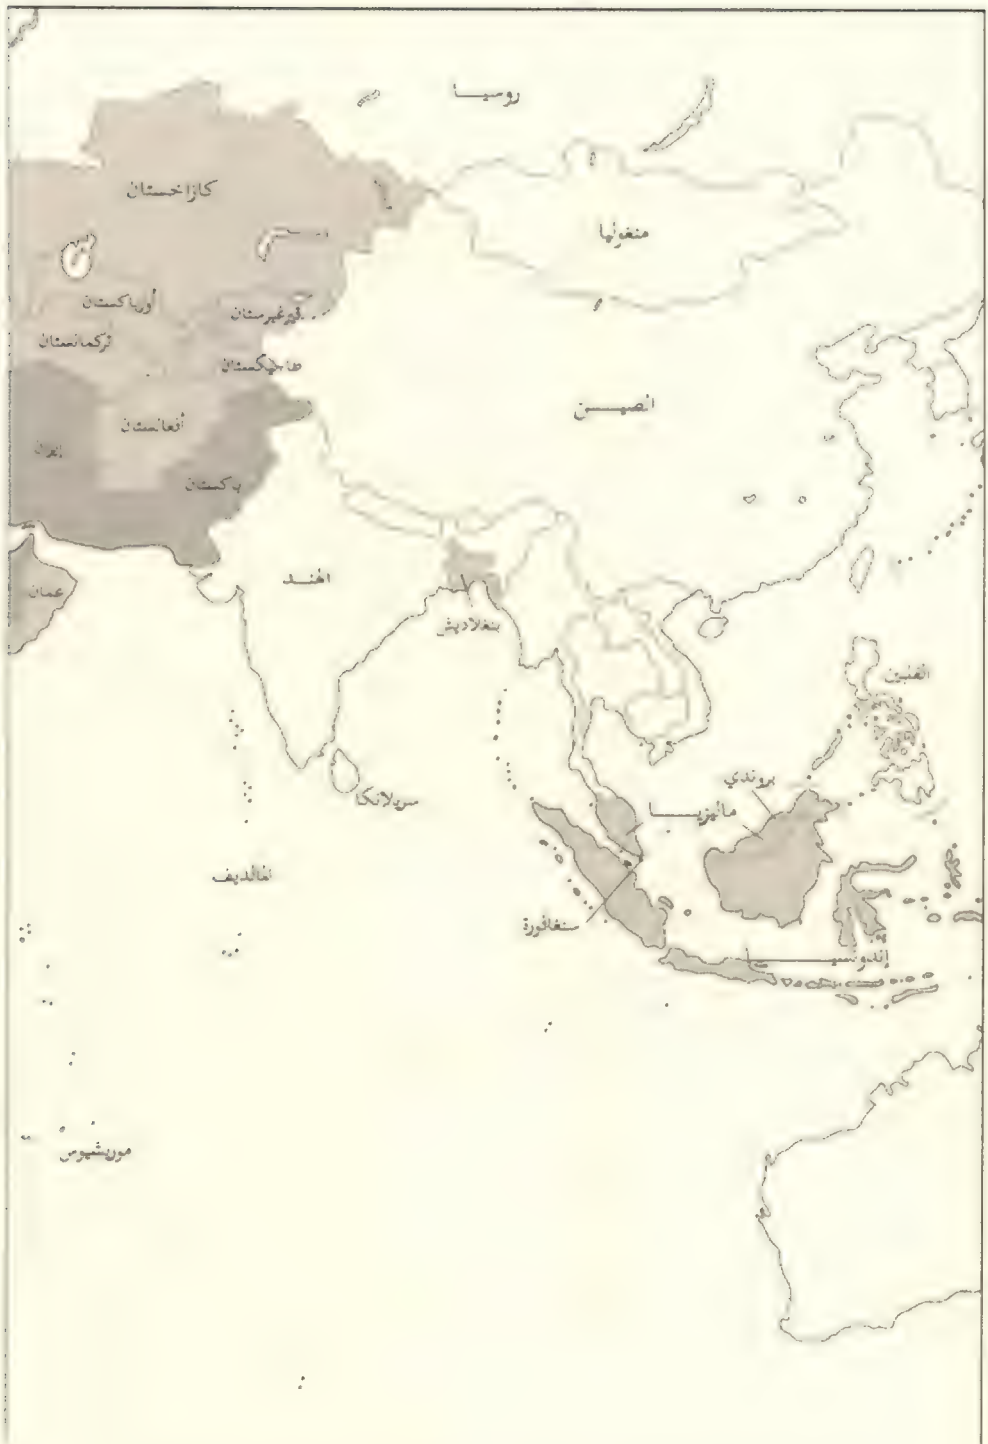 روسيا
كازاخستان
منغوليا
أوزباكستان
قيرغيزستان
تركمانستان
طاجيكستان
الصين
أفغانستان
إيران
باكستان
الهند
عمان
بنغلاديش
الفلبين
بروندي
ماليزيا
سريلانكا
المالديف
سنغافورة
إندونسيا
موريشيوس